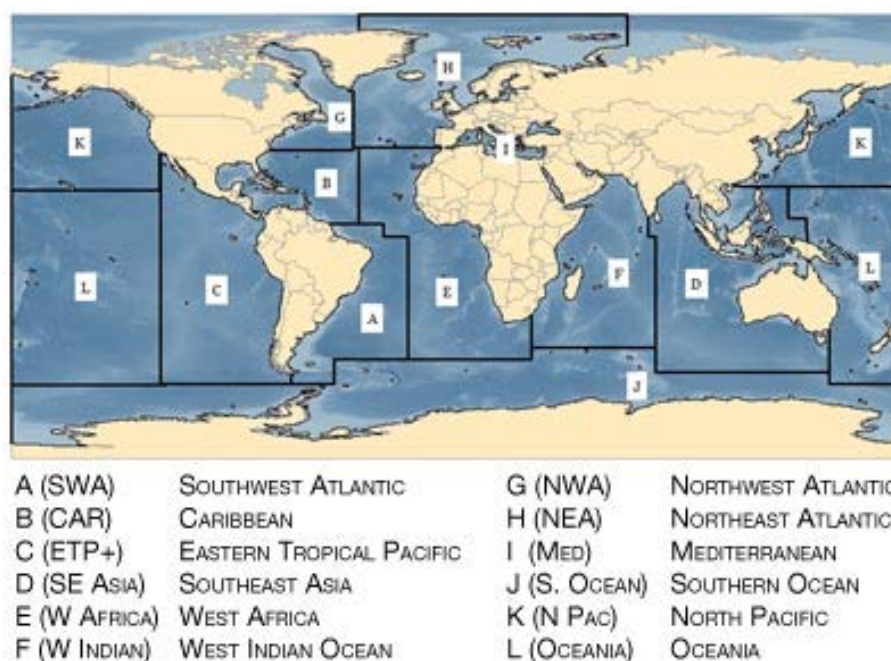 H
G
K
I
K
B
L
C
E
F
D
L
A
J
A (SWA) SOUTHWEST ATLANTIC
B (CAR) CARIBBEAN
C (ETP+) EASTERN TROPICAL PACIFIC
D (SE ASIA) SOUTHEAST ASIA
E (W AFRICA) WEST AFRICA
F (W INDIAN) WEST INDIAN OCEAN
G (NWA) NORTHWEST ATLANTIC
H (NEA) NORTHEAST ATLANTIC
I (MED) MEDITERRANEAN
J (S. OCEAN) SOUTHERN OCEAN
K (N PAC) NORTH PACIFIC
L (OCEANIA) OCEANIA